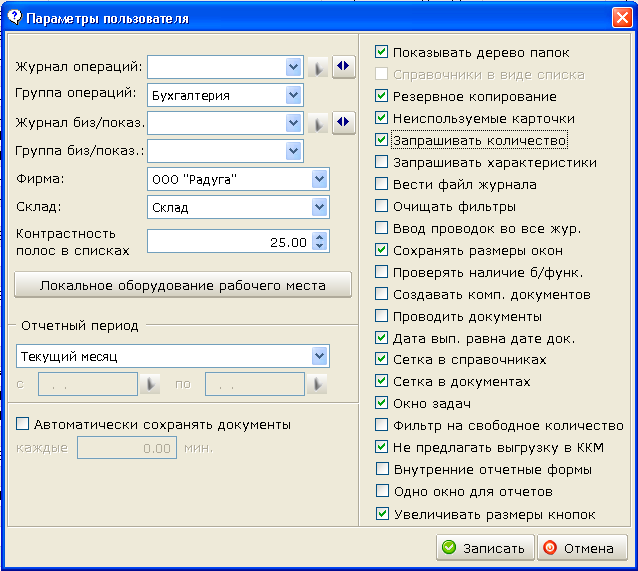 Параметры пользователя
Журнал операций:
Группа операций: Бухгалтерия
Журнал биз/показ.:
Группа биз/показ.:
Фирма: ООО "Радуга"
Склад: Склад
Контрастность
полос в списках 25.00
Локальное оборудование рабочего места
Отчетный период
Текущий месяц
с . . по . .
Автоматически сохранять документы
каждые 0.00 мин.
Показывать дерево папок
Справочники в виде списка
Резервное копирование
Неиспользуемые карточки
Запрашивать количество
Запрашивать характеристики
Вести файл журнала
Очищать фильтры
Ввод проводок во все жур.
Сохранять размеры окон
Проверять наличие б/функ.
Создавать комп. документов
Проводить документы
Дата вып. равна дате док.
Сетка в справочниках
Сетка в документах
Окно задач
Фильтр на свободное количество
Не предлагать выгрузку в ККМ
Внутренние отчетные формы
Одно окно для отчетов
Увеличивать размеры кнопок
Записать Отмена